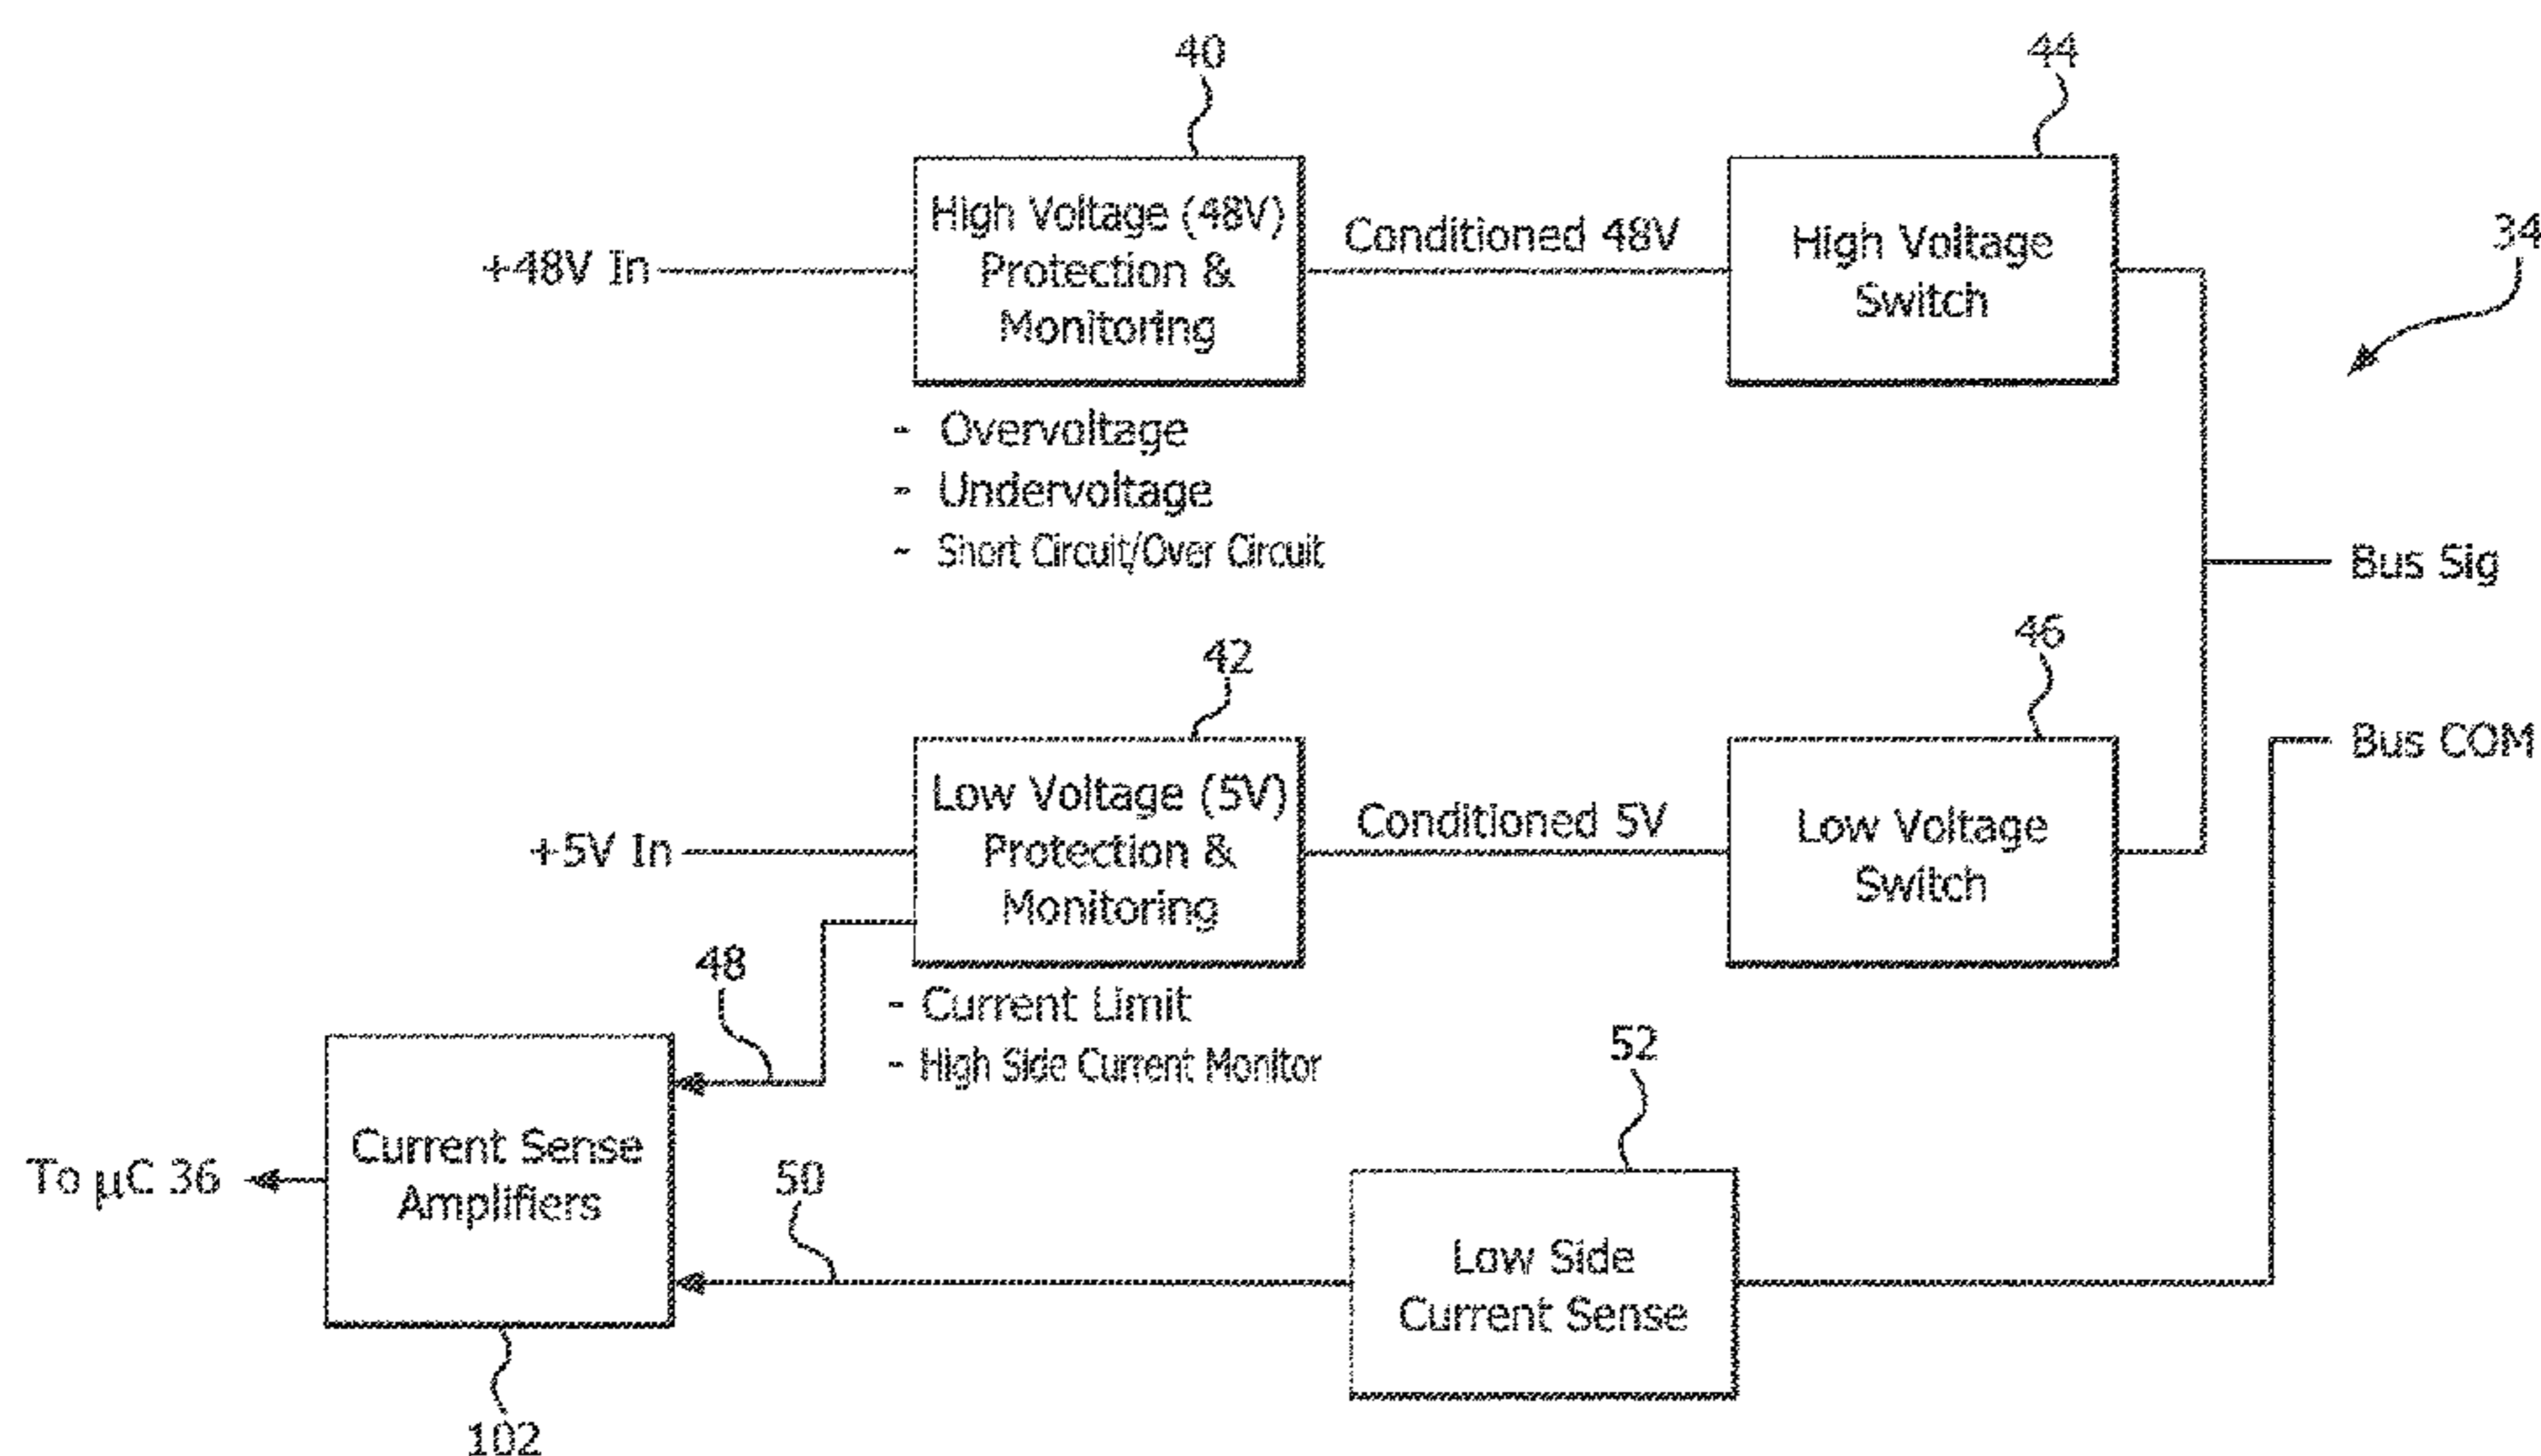 40
44
High Voltage (48V)
Protection &
Monitoring
Conditioned 48V
High Voltage
Switch
34
+48V In
- Overvoltage
- Undervoltage
- Short Circuit/Over Circuit
Bus Sig
42
46
Bus COM
Low Voltage (5V)
Protection &
Monitoring
Conditioned 5V
Low Voltage
Switch
+5V In
48
- Current Limit
- High Side Current Monitor
52
Current Sense
Amplifiers
To μC 36
50
Low Side
Current Sense
102